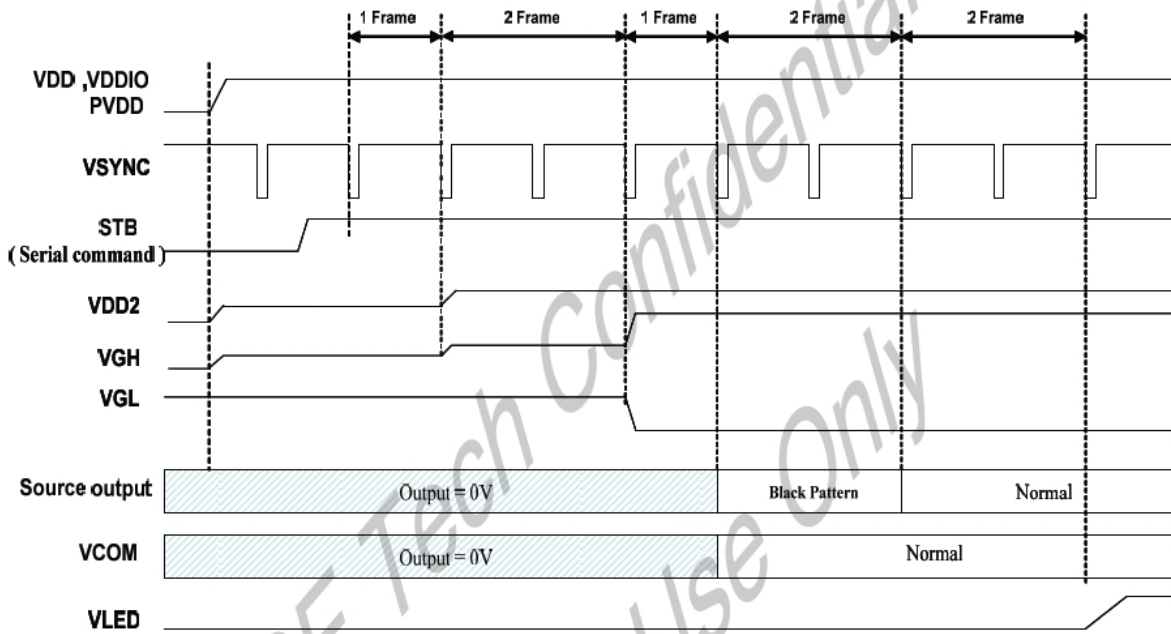 1 Frame 2 Frame 1 Frame 2 Frame 2 Frame
VDD ,VDDIO
PVDD
VSYNC
STB
( Serial command )
VDD2
VGH
VGL
Source output Output = 0V Black Pattern Normal
VCOM Output = 0V Normal
VLED
Tech Confidential
Use Only